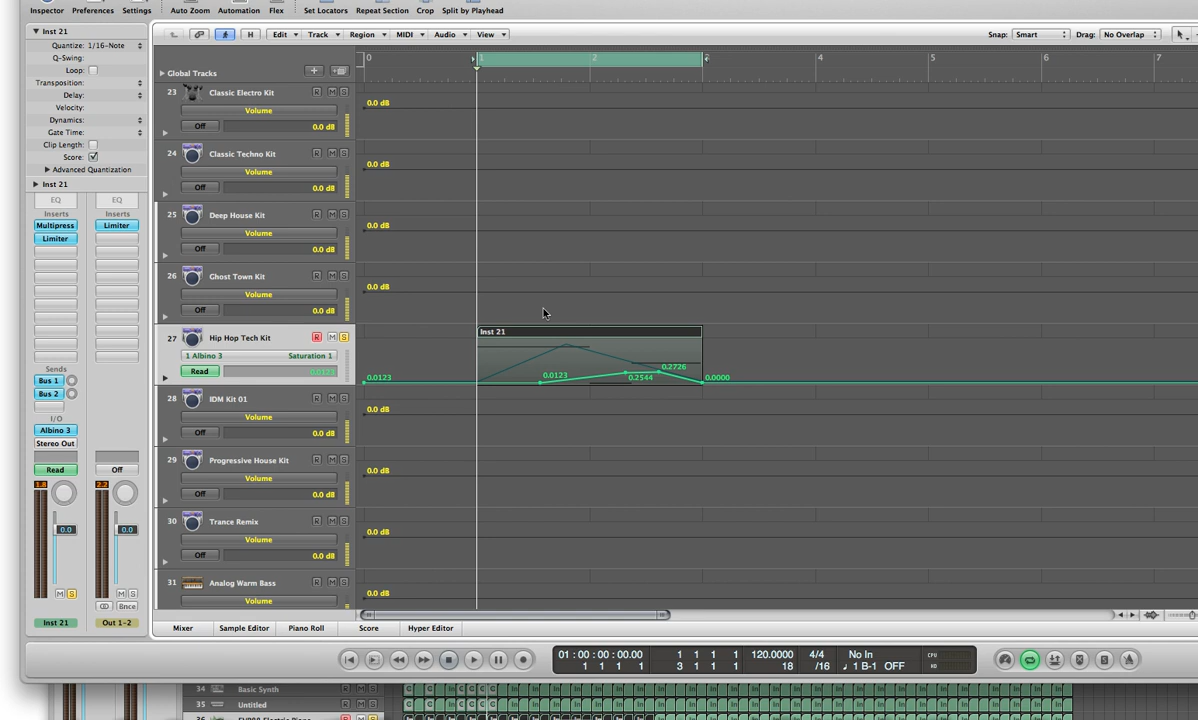 Inspector Preferences Settings Auto Zoom Automation Flex Set Locators Repeat Section Crop Split by Playhead
Inst 21
Quantize: 1/16-Note
Q-Swing:
Loop:
Transposition:
Delay:
Velocity:
Dynamics:
Gate Time:
Clip Length:
Score:
Advanced Quantization
Inst 21
EQ EQ
Inserts Inserts
Multipress Limiter
Limiter
Sends
Bus 1
Bus 2
I/O
Albino 3
Stereo Out
Read Off
1.8 2.2
0.0 0.0
M S M S
Bnce
Inst 21 Out 1-2
H Edit Track Region MIDI Audio View Snap: Smart Drag: No Overlap
Global Tracks
0 1 2 3 4 5 6 7
23 Classic Electro Kit R M S
Volume 0.0 dB
Off 0.0 dB
24 Classic Techno Kit R M S
Volume 0.0 dB
Off 0.0 dB
25 Deep House Kit R M S
Volume 0.0 dB
Off 0.0 dB
26 Ghost Town Kit R M S
Volume 0.0 dB
Off 0.0 dB
27 Hip Hop Tech Kit R M S
1 Albino 3 Saturation 1
Read 0.0123
Inst 21
0.0123 0.0123 0.2544 0.2726 0.0000
28 IDM Kit 01 R M S
Volume 0.0 dB
Off 0.0 dB
29 Progressive House Kit R M S
Volume 0.0 dB
Off 0.0 dB
30 Trance Remix R M S
Volume 0.0 dB
Off 0.0 dB
31 Analog Warm Bass R M S
Volume 0.0 dB
Mixer Sample Editor Piano Roll Score Hyper Editor
01:00:00:00.00 1 1 1 1 120.0000 4/4 No In CPU
1 1 1 1 3 1 1 1 18 /16 1 B-1 OFF HD
34 Basic Synth R M S
35 Untitled R M S